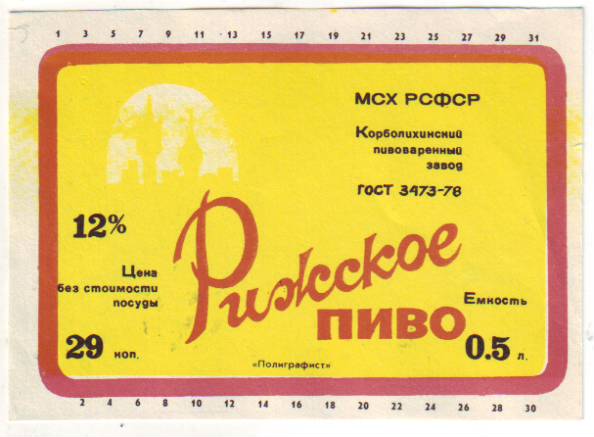 1 3 5 7 9 11 13 15 17 19 21 23 25 27 29 31
МСХ РСФСР
Корболихинский
пивоваренный
завод
ГОСТ 3473-78
12%
Рижское
пиво
Цена
без стоимости
посуды
29 коп.
Емкость
0.5 л.
«Полиграфист»
2 4 6 8 10 12 14 16 18 20 22 24 26 28 30